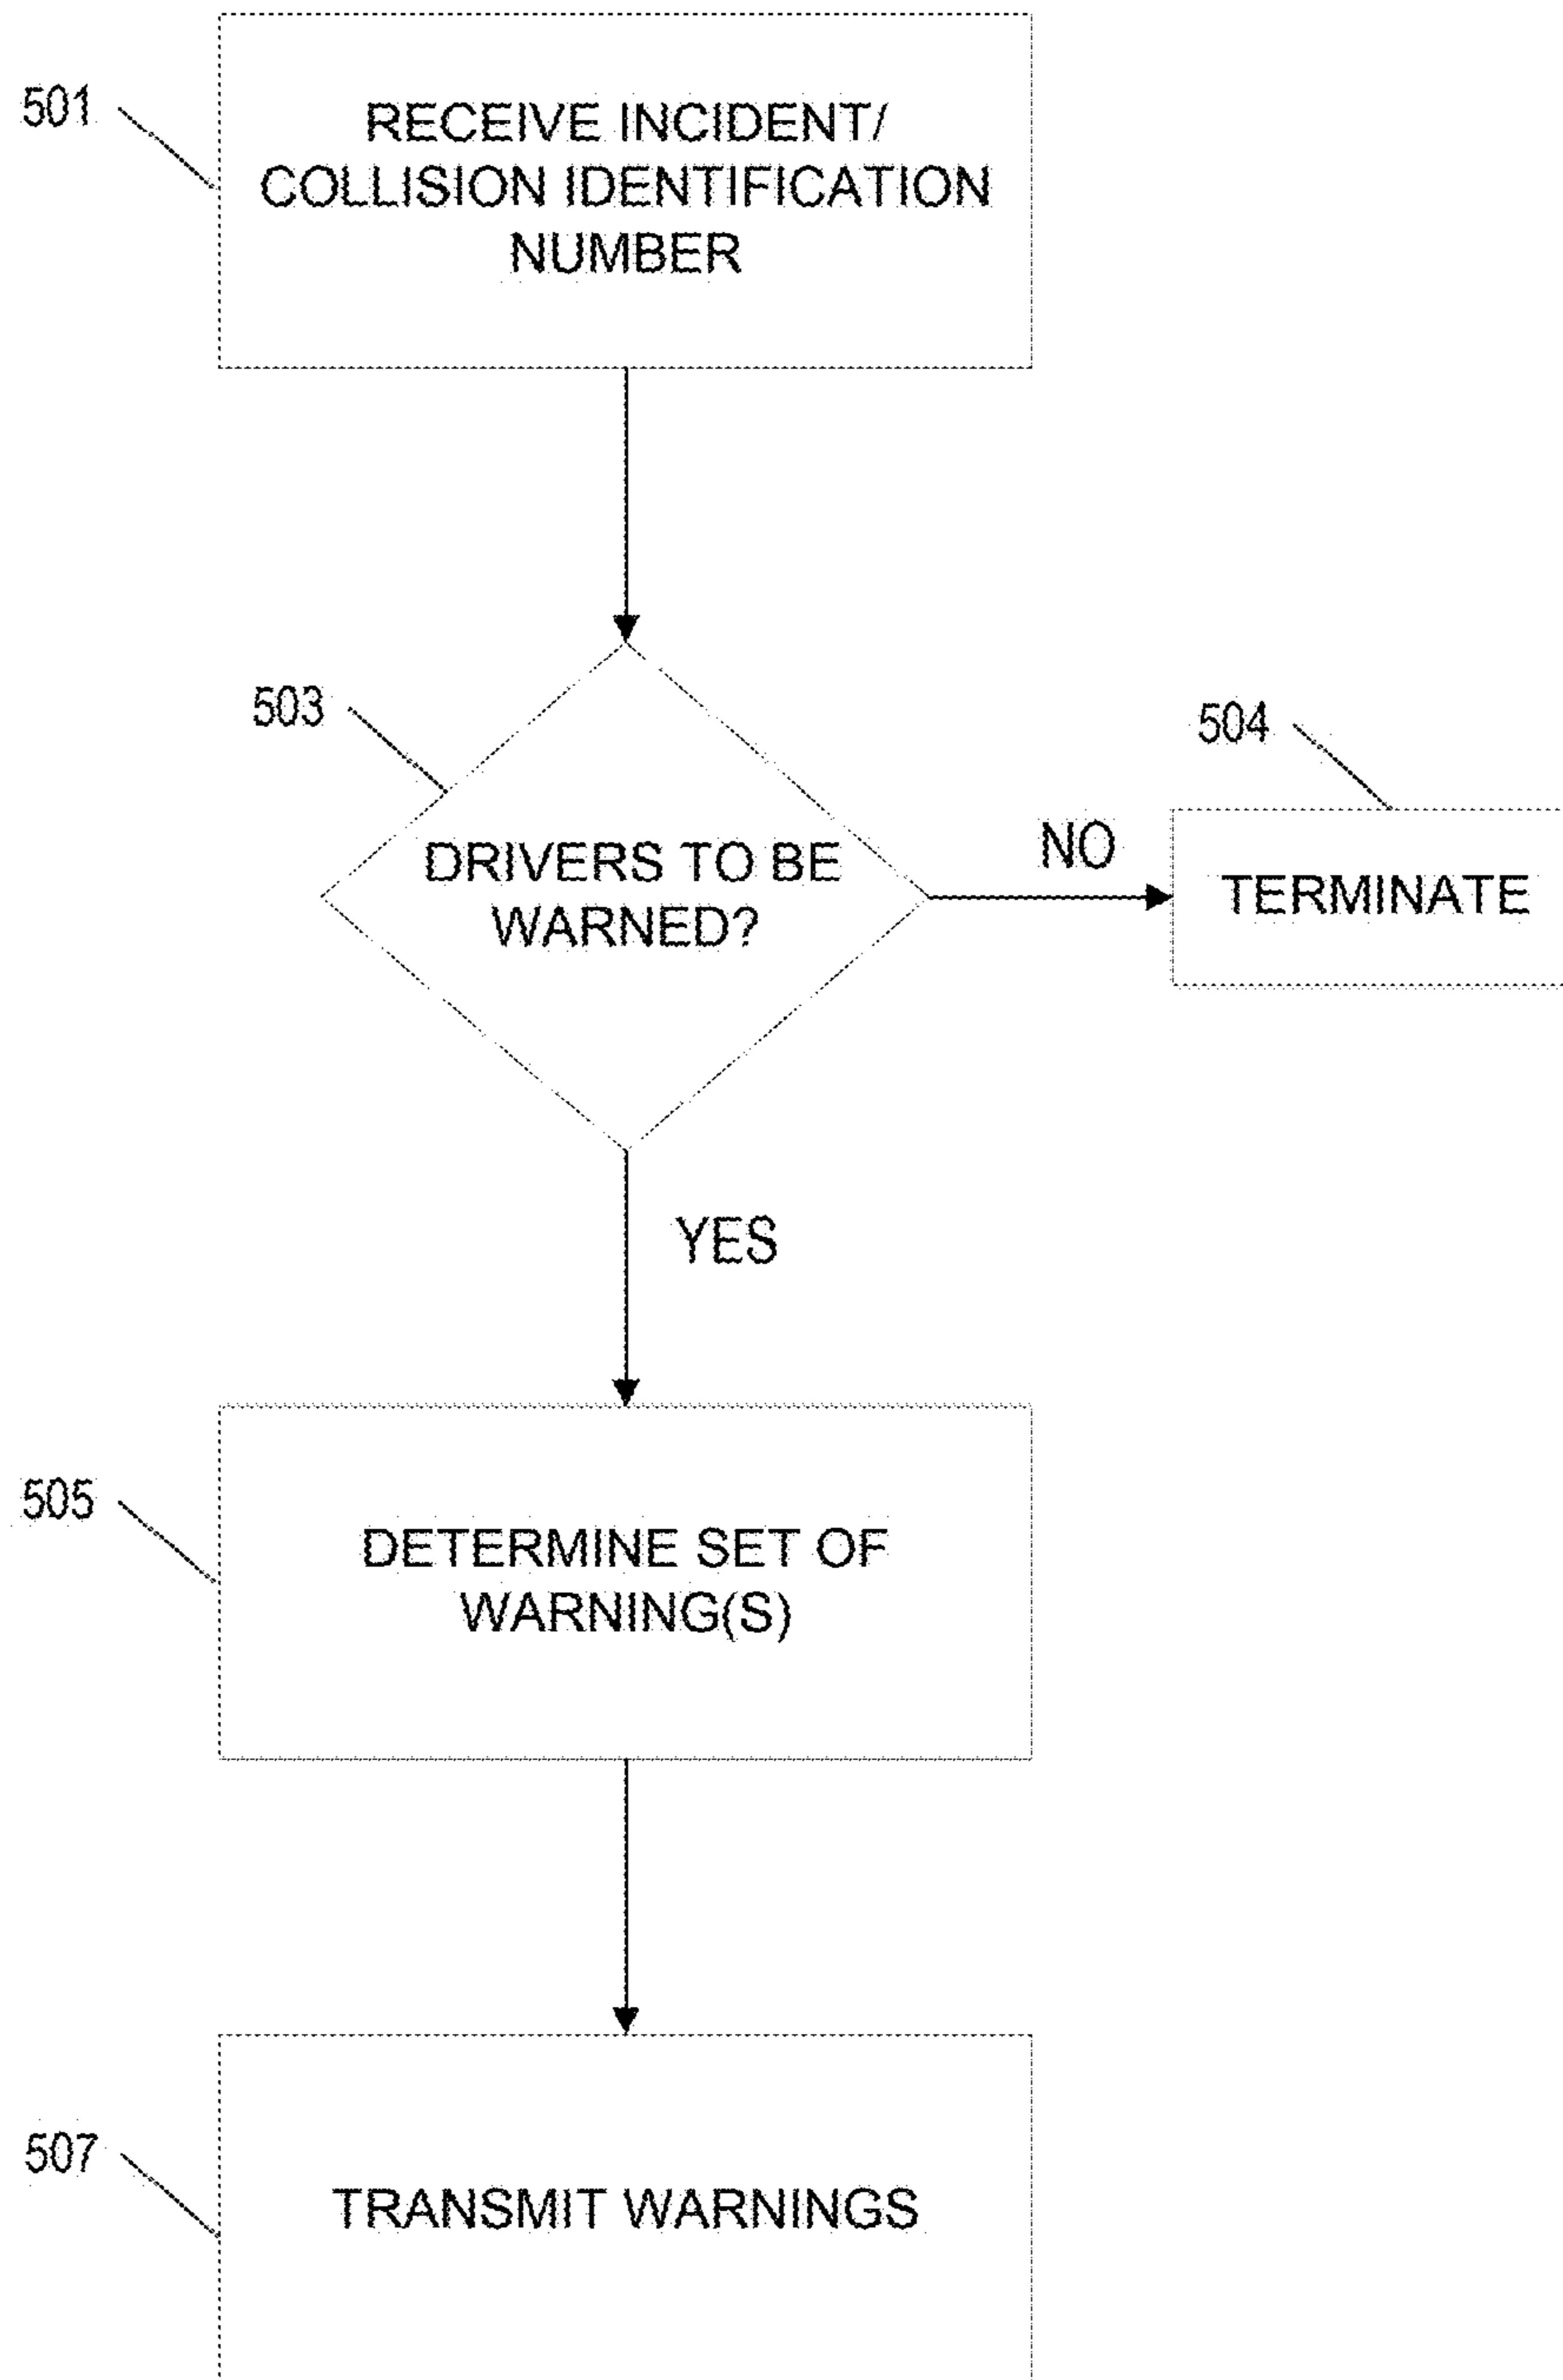 501
RECEIVE INCIDENT/
COLLISION IDENTIFICATION
NUMBER
503
DRIVERS TO BE
WARNED?
NO
504
TERMINATE
YES
505
DETERMINE SET OF
WARNING(S)
507
TRANSMIT WARNINGS